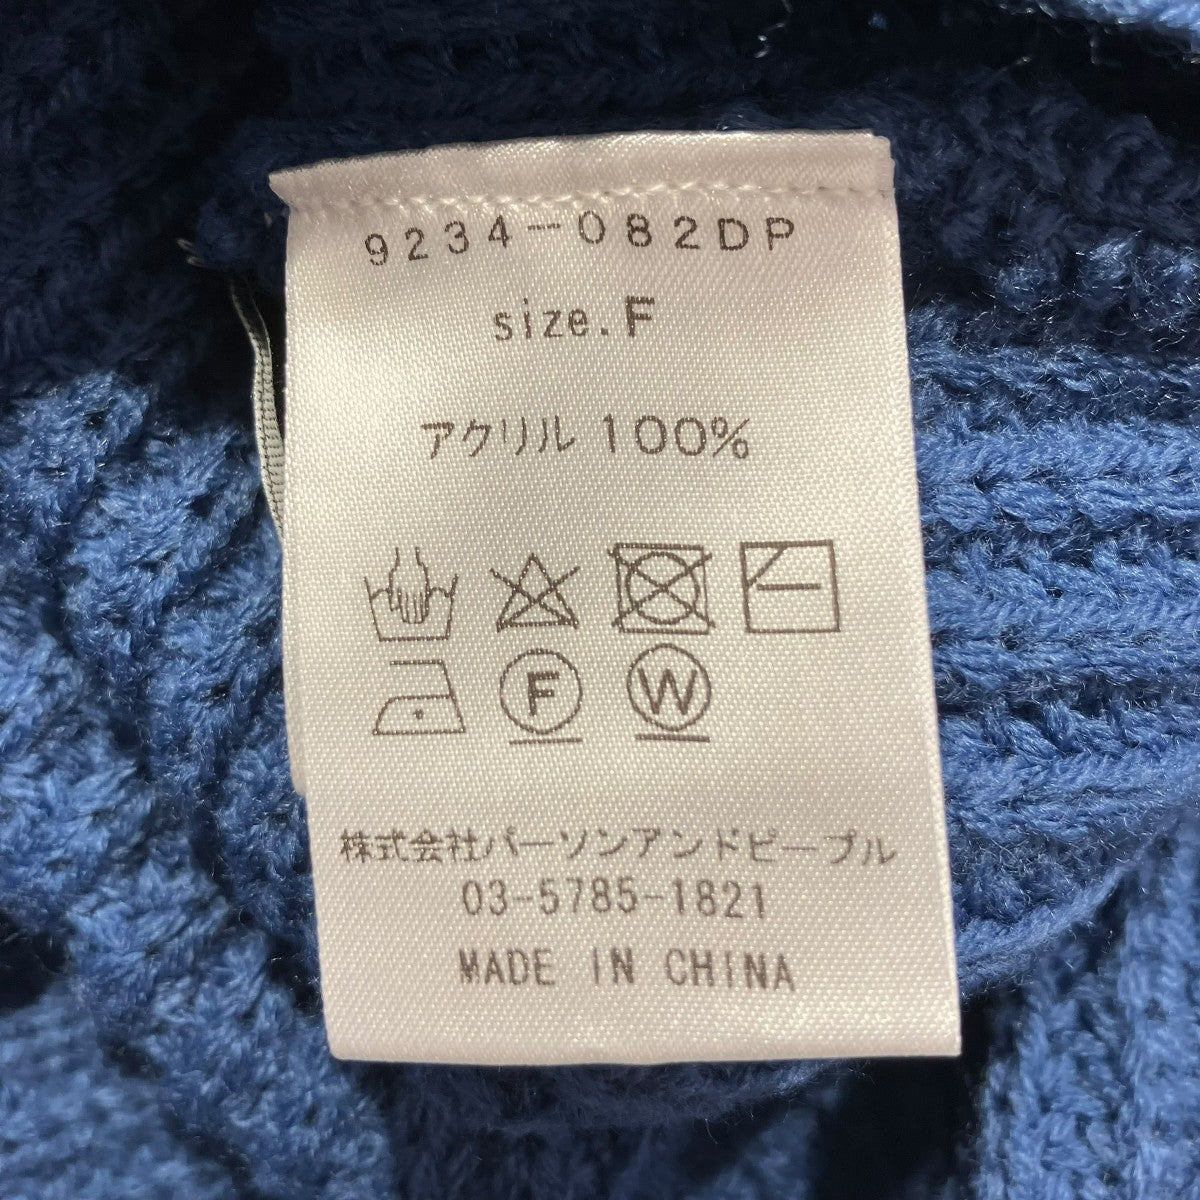 9234-082DP
size.F
アクリル 100%
F W
株式会社パーソンアンドピープル
03-5785-1821
MADE IN CHINA